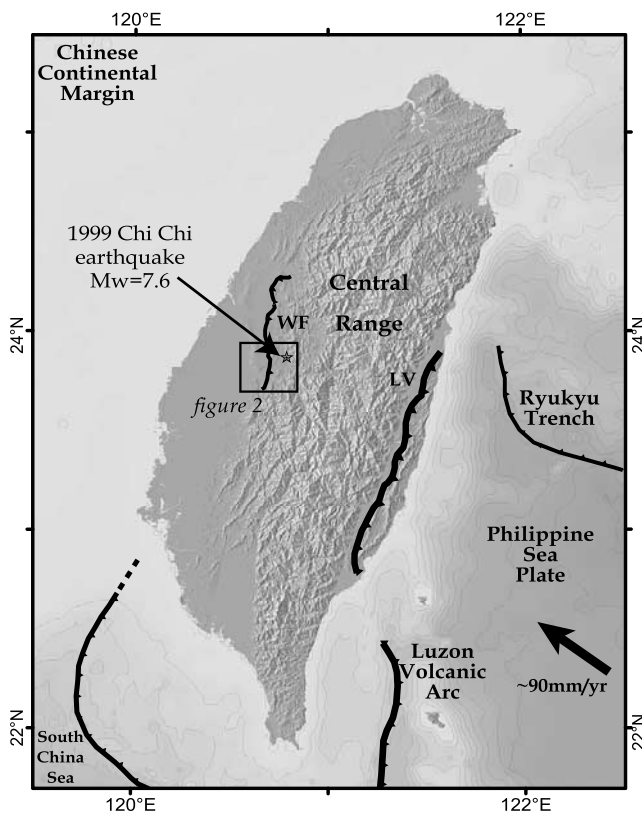 120°E
122°E
Chinese
Continental
Margin
1999 Chi Chi
earthquake
Mw=7.6
Central
Range
24°N
24°N
WF
LV
figure 2
Ryukyu
Trench
Philippine
Sea
Plate
Luzon
Volcanic
Arc
~90mm/yr
22°N
22°N
South
China
Sea
120°E
122°E